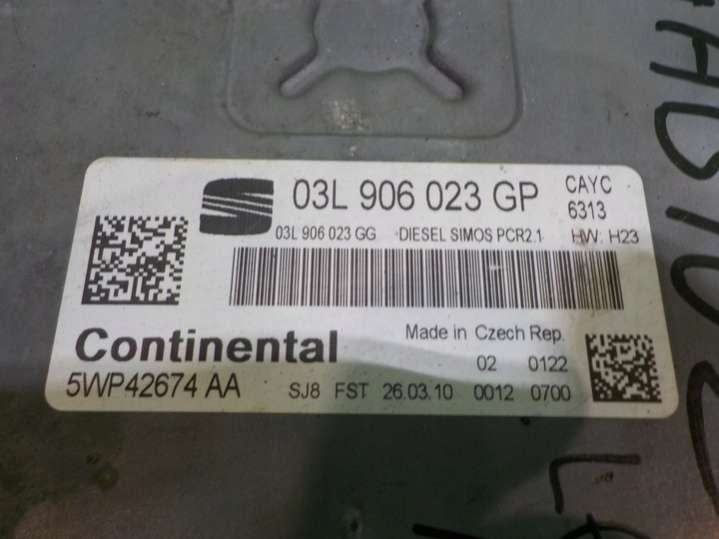 03L 906 023 GP CAYC
6313
03L 906 023 GG DIESEL SIMOS PCR2.1 HW: H23
Continental Made in Czech Rep.
02 0122
5WP42674 AA SJ8 FST 26.03.10 0012 0700